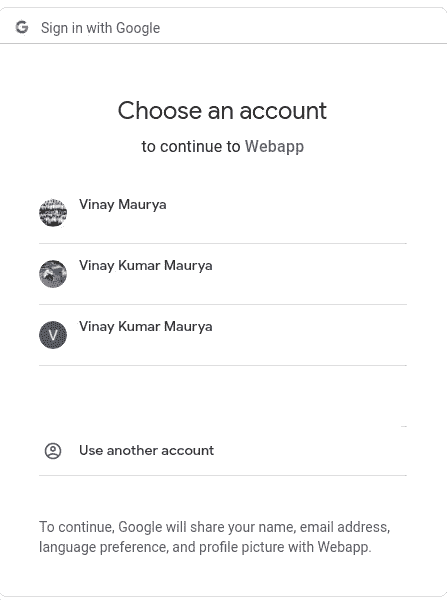 Sign in with Google
Choose an account
to continue to Webapp
Vinay Maurya
Vinay Kumar Maurya
V
Vinay Kumar Maurya
Use another account
To continue, Google will share your name, email address,
language preference, and profile picture with Webapp.